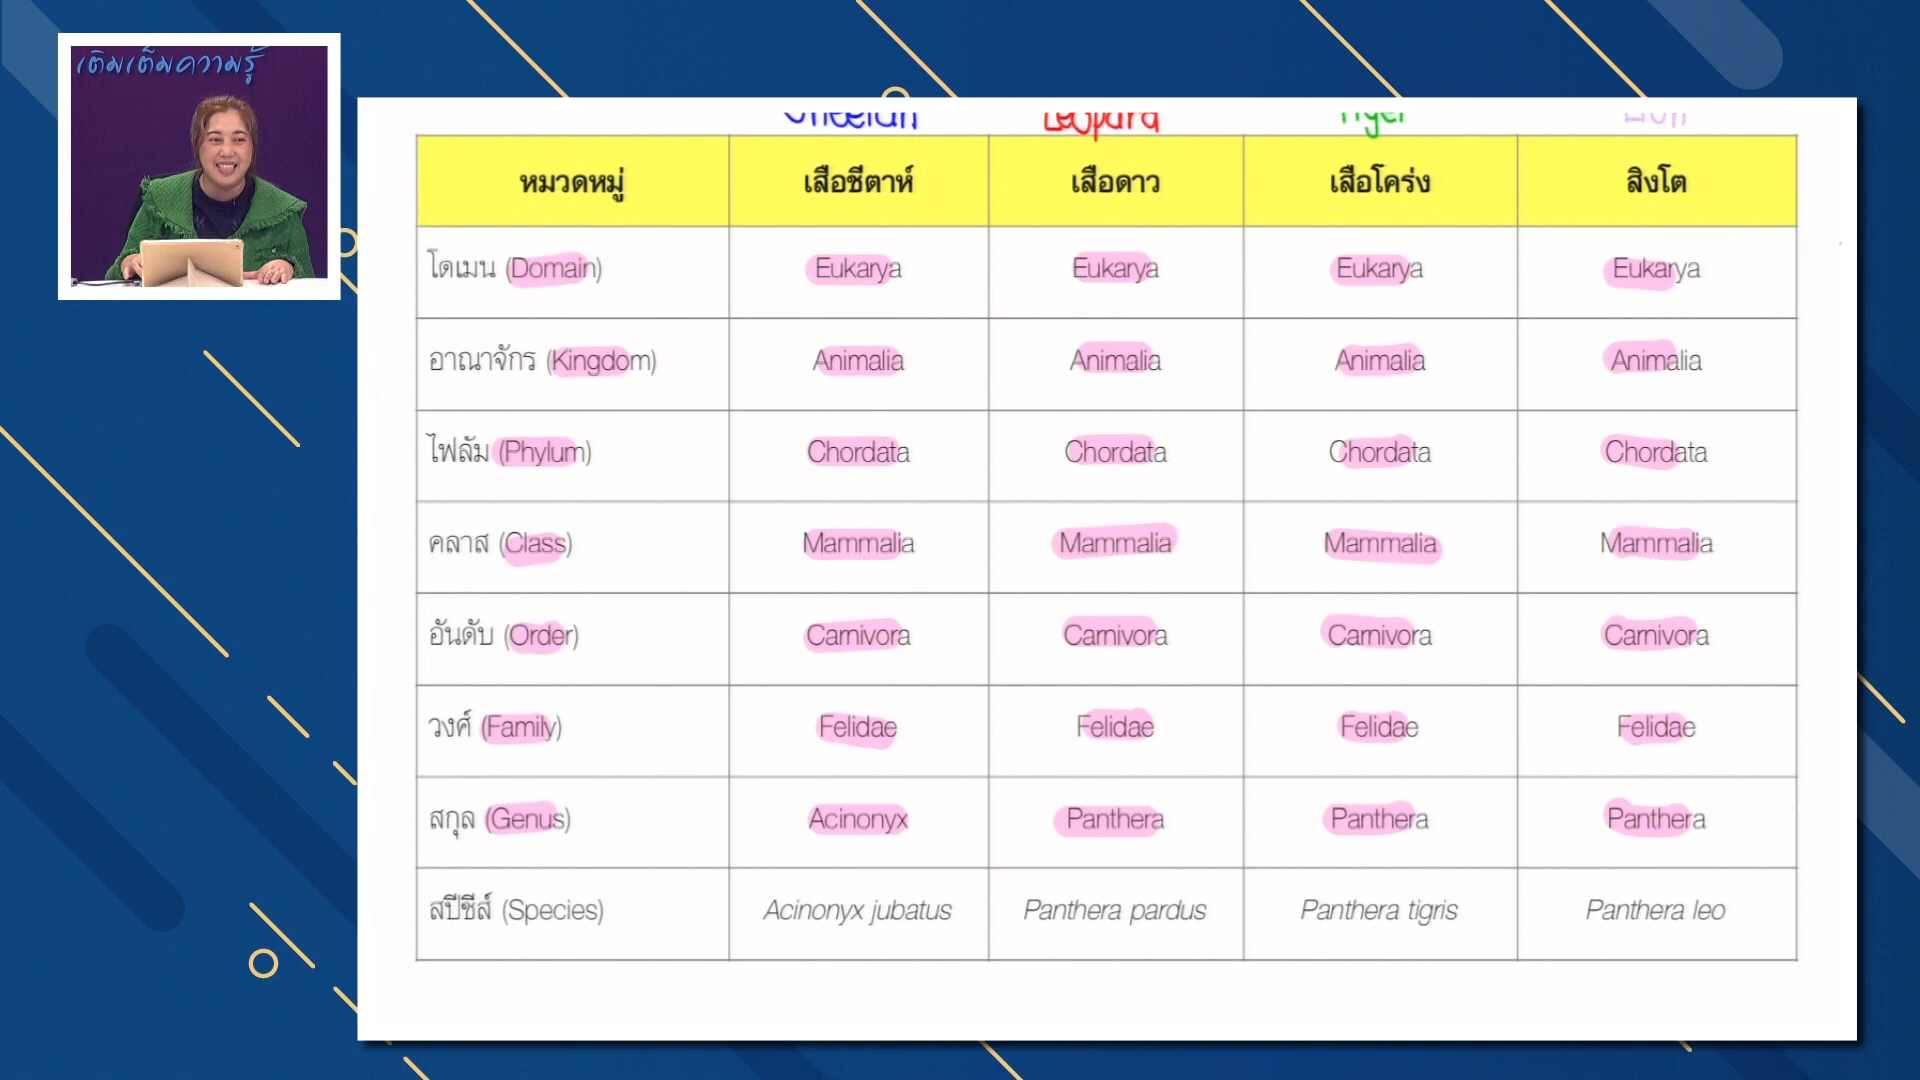 เติมเต็มความรู้
Cheetah Leopard Tiger Lion
หมวดหมู่ เสือชีตาห์ เสือดาว เสือโคร่ง สิงโต
โดเมน (Domain) Eukarya Eukarya Eukarya Eukarya
อาณาจักร (Kingdom) Animalia Animalia Animalia Animalia
ไฟลัม (Phylum) Chordata Chordata Chordata Chordata
คลาส (Class) Mammalia Mammalia Mammalia Mammalia
อันดับ (Order) Carnivora Carnivora Carnivora Carnivora
วงศ์ (Family) Felidae Felidae Felidae Felidae
สกุล (Genus) Acinonyx Panthera Panthera Panthera
สปีชีส์ (Species) Acinonyx jubatus Panthera pardus Panthera tigris Panthera leo